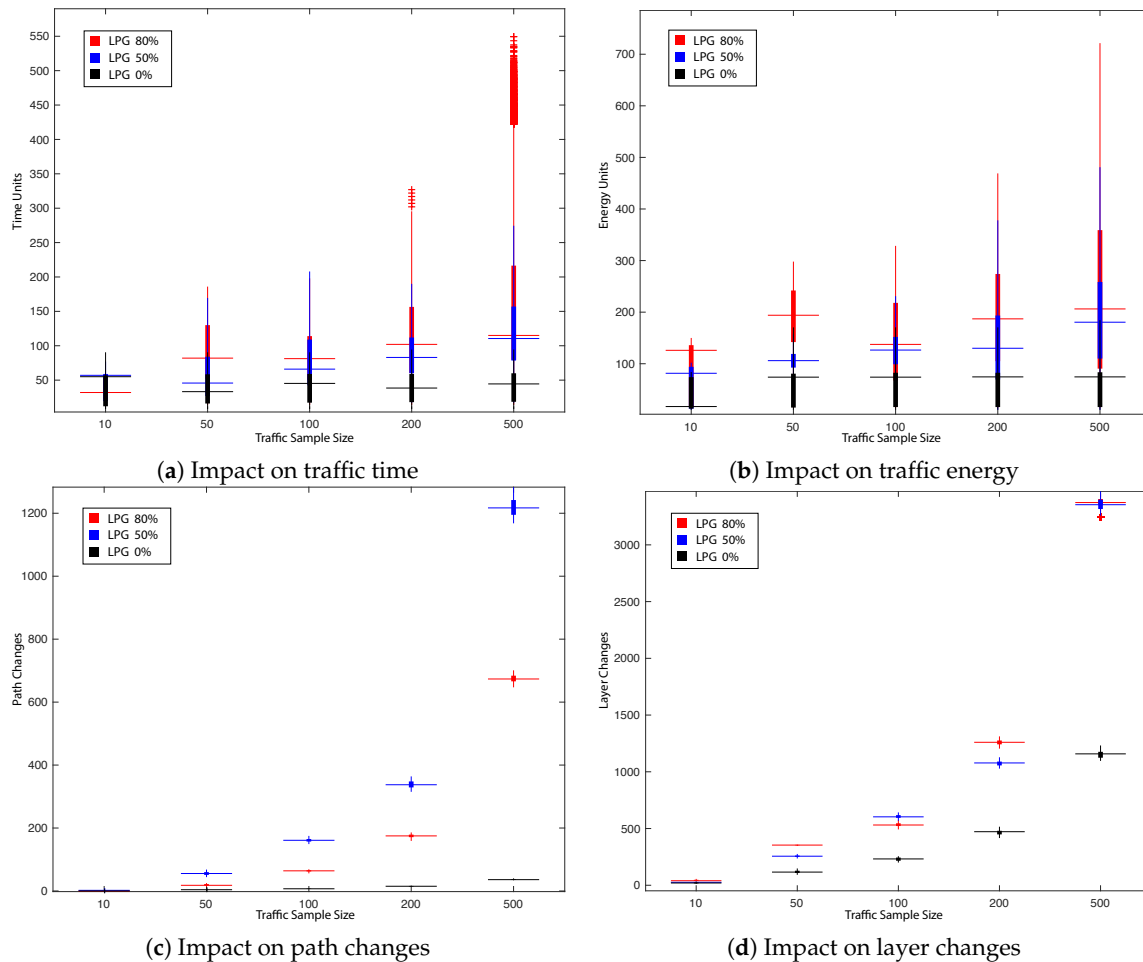 550
500
450
400
350
300
250
200
150
100
50
Time Units
LPG 80%
LPG 50%
LPG 0%
10 50 100 200 500
Traffic Sample Size
(a) Impact on traffic time
700
600
500
400
300
200
100
Energy Units
LPG 80%
LPG 50%
LPG 0%
10 50 100 200 500
Traffic Sample Size
(b) Impact on traffic energy
1200
1000
800
600
400
200
0
Path Changes
LPG 80%
LPG 50%
LPG 0%
10 50 100 200 500
Traffic Sample Size
(c) Impact on path changes
3000
2500
2000
1500
1000
500
0
Layer Changes
LPG 80%
LPG 50%
LPG 0%
10 50 100 200 500
Traffic Sample Size
(d) Impact on layer changes